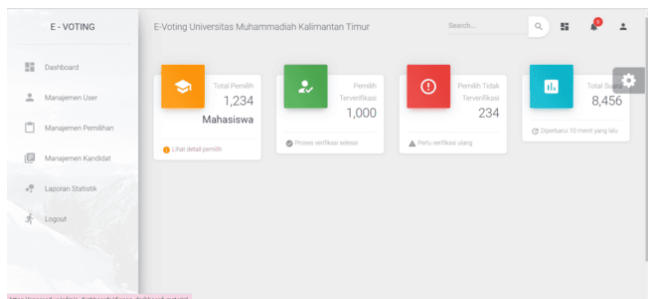 E - VOTING
E-Voting Universitas Muhammadiah Kalimantan Timur
Search...
Dashboard
Manajemen User
Manajemen Pemilihan
Manajemen Kandidat
Laporan Statistik
Logout
Total Pemilih
1,234
Mahasiswa
Lihat detail pemilih
Pemilih
Terverifikasi
1,000
Proses verifikasi selesai
Pemilih Tidak
Terverifikasi
234
Perlu verifikasi ulang
Total Suara
8,456
Diperbarui 10 menit yang lalu